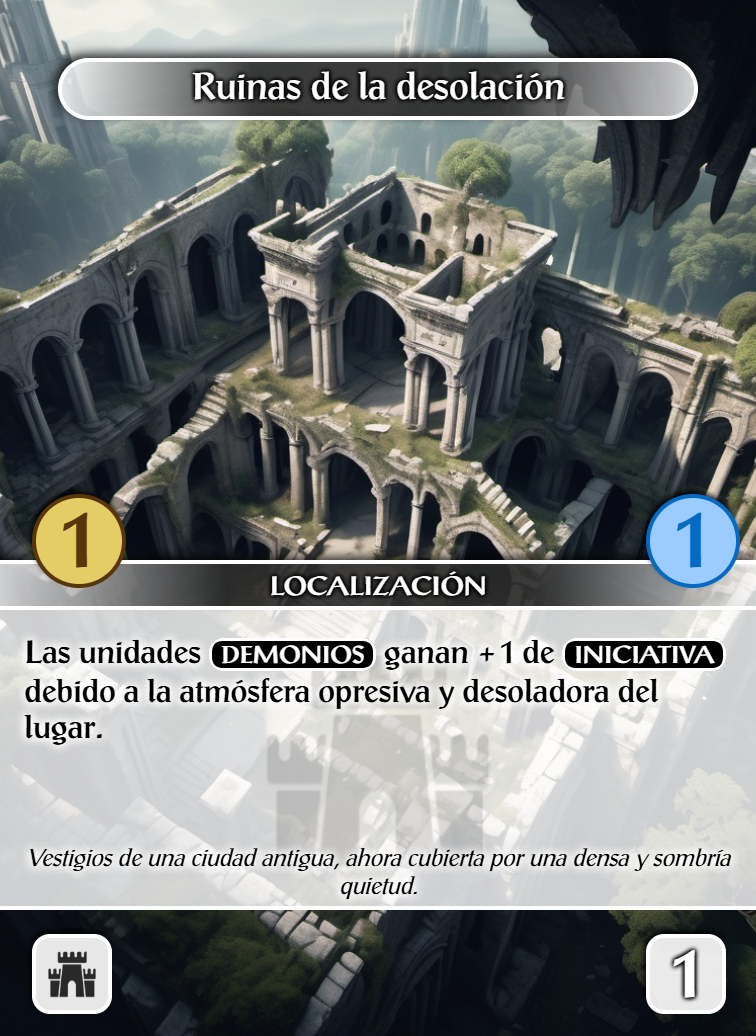 Ruinas de la desolación
1
1
LOCALIZACIÓN
Las unidades DEMONIOS ganan +1 de INICIATIVA
debido a la atmósfera opresiva y desoladora del
lugar.
Vestigios de una ciudad antigua, ahora cubierta por una densa y sombría
quietud.
1